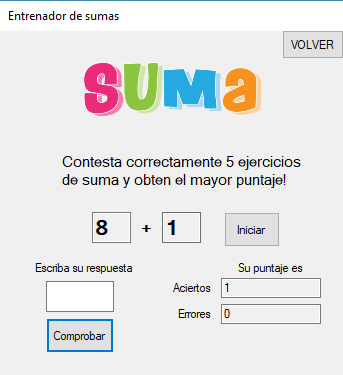 Entrenador de sumas
VOLVER
SUMa
Contesta correctamente 5 ejercicios
de suma y obten el mayor puntaje!
8 + 1 Iniciar
Escriba su respuesta
Su puntaje es
Aciertos 1
Errores 0
Comprobar